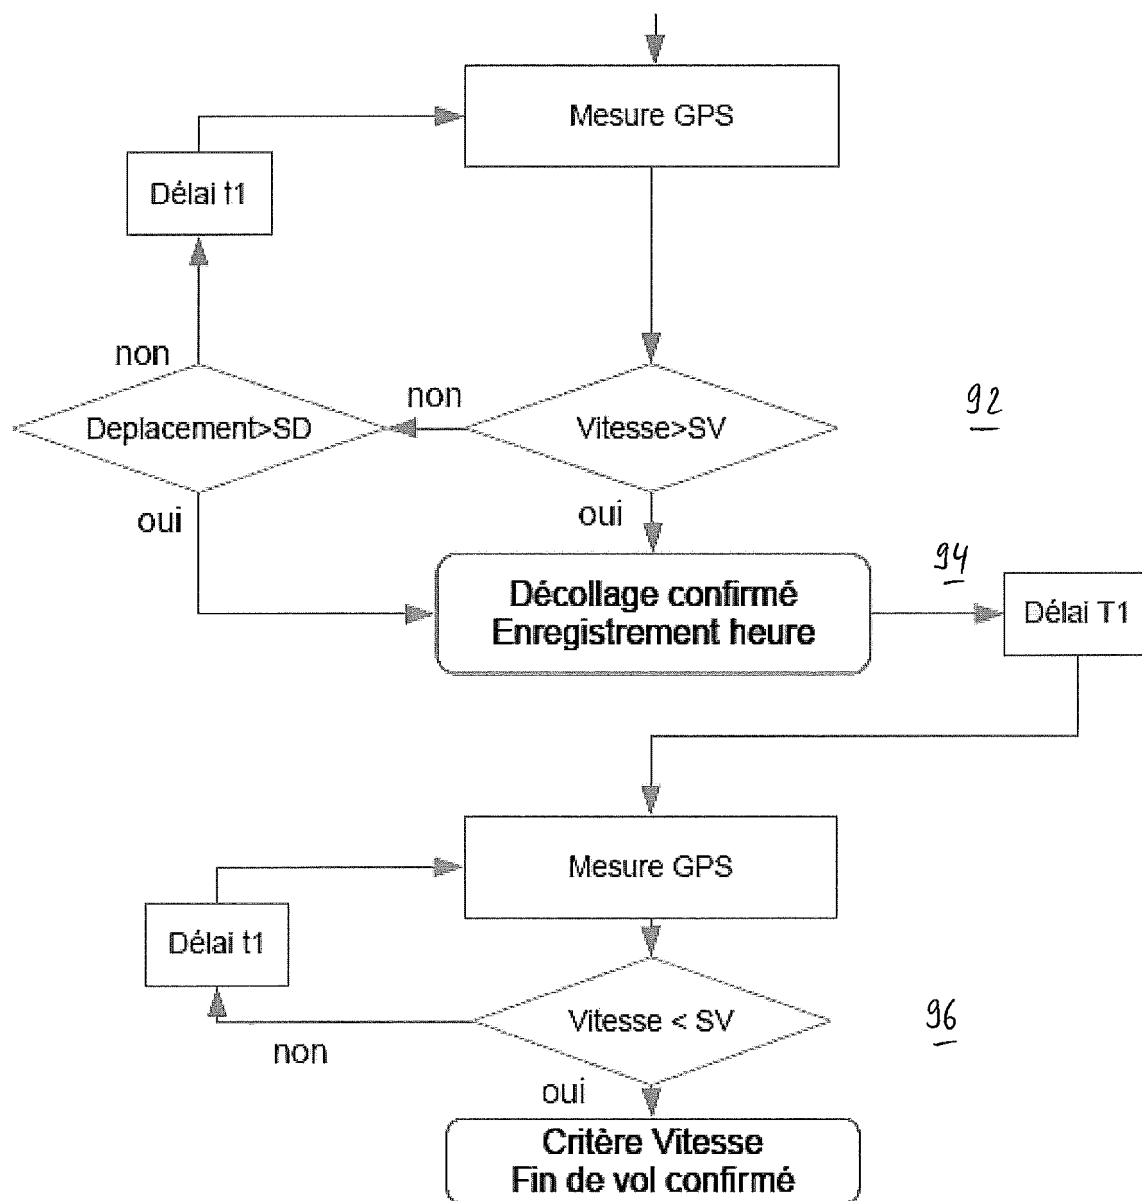 Mesure GPS
Délai t1
non
non
Deplacement>SD
Vitesse>SV
92
oui
oui
94
Décollage confirmé
Enregistrement heure
Délai T1
Mesure GPS
Délai t1
Vitesse < SV
96
non
oui
Critère Vitesse
Fin de vol confirmé